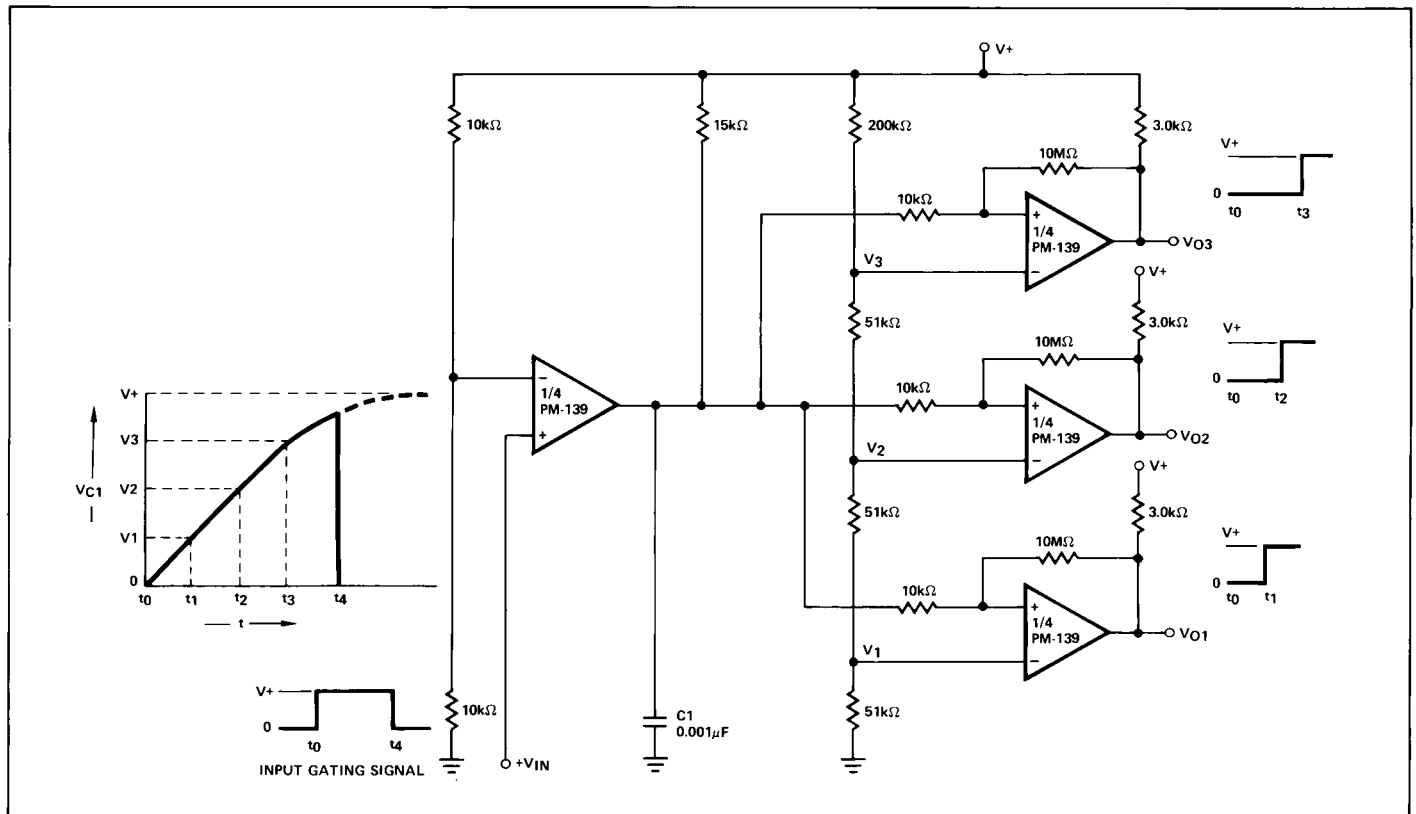 V+
10kΩ
15kΩ
200kΩ
3.0kΩ
10MΩ
10kΩ
+
1/4
PM-139
−
V3
VO3
V+
0
t0
t3
51kΩ
V+
3.0kΩ
10MΩ
10kΩ
+
1/4
PM-139
−
V2
VO2
V+
0
t0
t2
−
1/4
PM-139
+
51kΩ
V+
3.0kΩ
10MΩ
10kΩ
+
1/4
PM-139
−
V1
VO1
V+
0
t0
t1
51kΩ
V+
V3
VC1
V2
V1
0
t0
t1
t2
t3
t4
t
V+
0
t0
t4
INPUT GATING SIGNAL
10kΩ
+VIN
C1
0.001μF